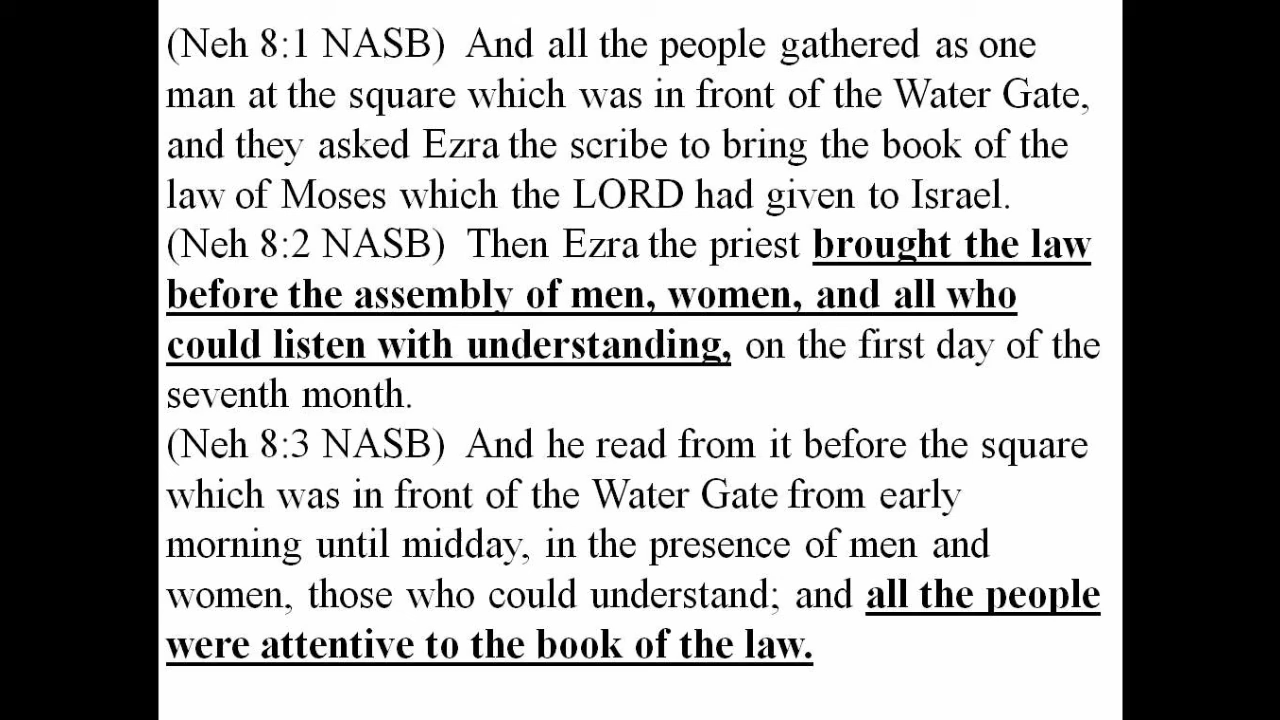 (Neh 8:1 NASB)  And all the people gathered as one
man at the square which was in front of the Water Gate,
and they asked Ezra the scribe to bring the book of the
law of Moses which the LORD had given to Israel.
(Neh 8:2 NASB)  Then Ezra the priest brought the law
before the assembly of men, women, and all who
could listen with understanding, on the first day of the
seventh month.
(Neh 8:3 NASB)  And he read from it before the square
which was in front of the Water Gate from early
morning until midday, in the presence of men and
women, those who could understand; and all the people
were attentive to the book of the law.